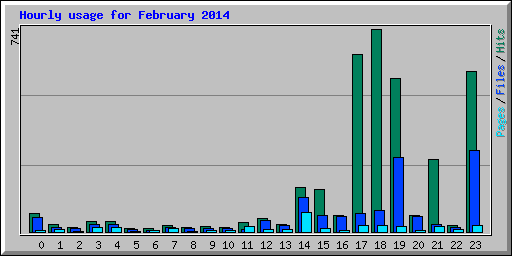 Hourly usage for February 2014
741
Pages/Files/Hits
0 1 2 3 4 5 6 7 8 9 10 11 12 13 14 15 16 17 18 19 20 21 22 23